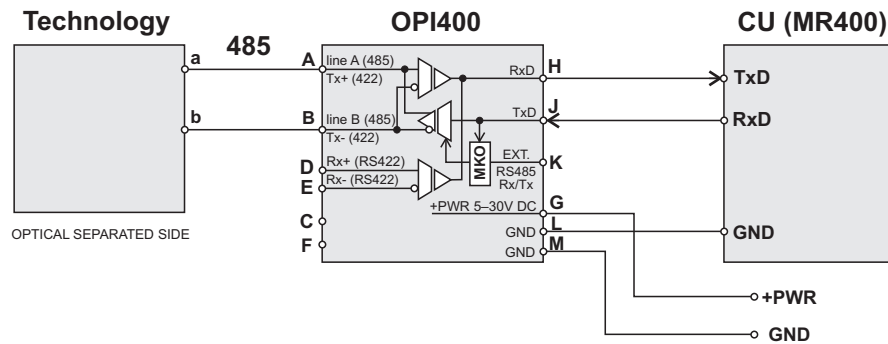 Technology
OPI400
CU (MR400)
485
a
A
line A (485)
Tx+ (422)
RxD
H
TxD
b
B
line B (485)
Tx- (422)
TxD
J
RxD
MKO
EXT.
RS485
Rx/Tx
K
D
Rx+ (RS422)
E
Rx- (RS422)
+PWR 5–30V DC
G
C
GND
L
GND
F
GND
M
OPTICAL SEPARATED SIDE
+PWR
GND